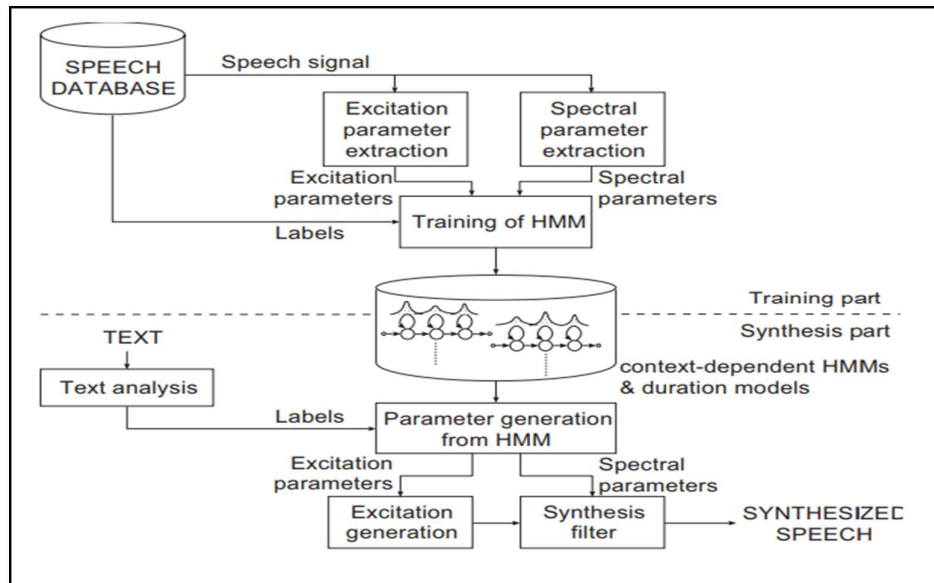 SPEECH
DATABASE
Speech signal
Excitation
parameter
extraction
Spectral
parameter
extraction
Excitation
parameters
Spectral
parameters
Labels
Training of HMM
Training part
Synthesis part
context-dependent HMMs
& duration models
TEXT
Text analysis
Labels
Parameter generation
from HMM
Excitation
parameters
Spectral
parameters
Excitation
generation
Synthesis
filter
SYNTHESIZED
SPEECH